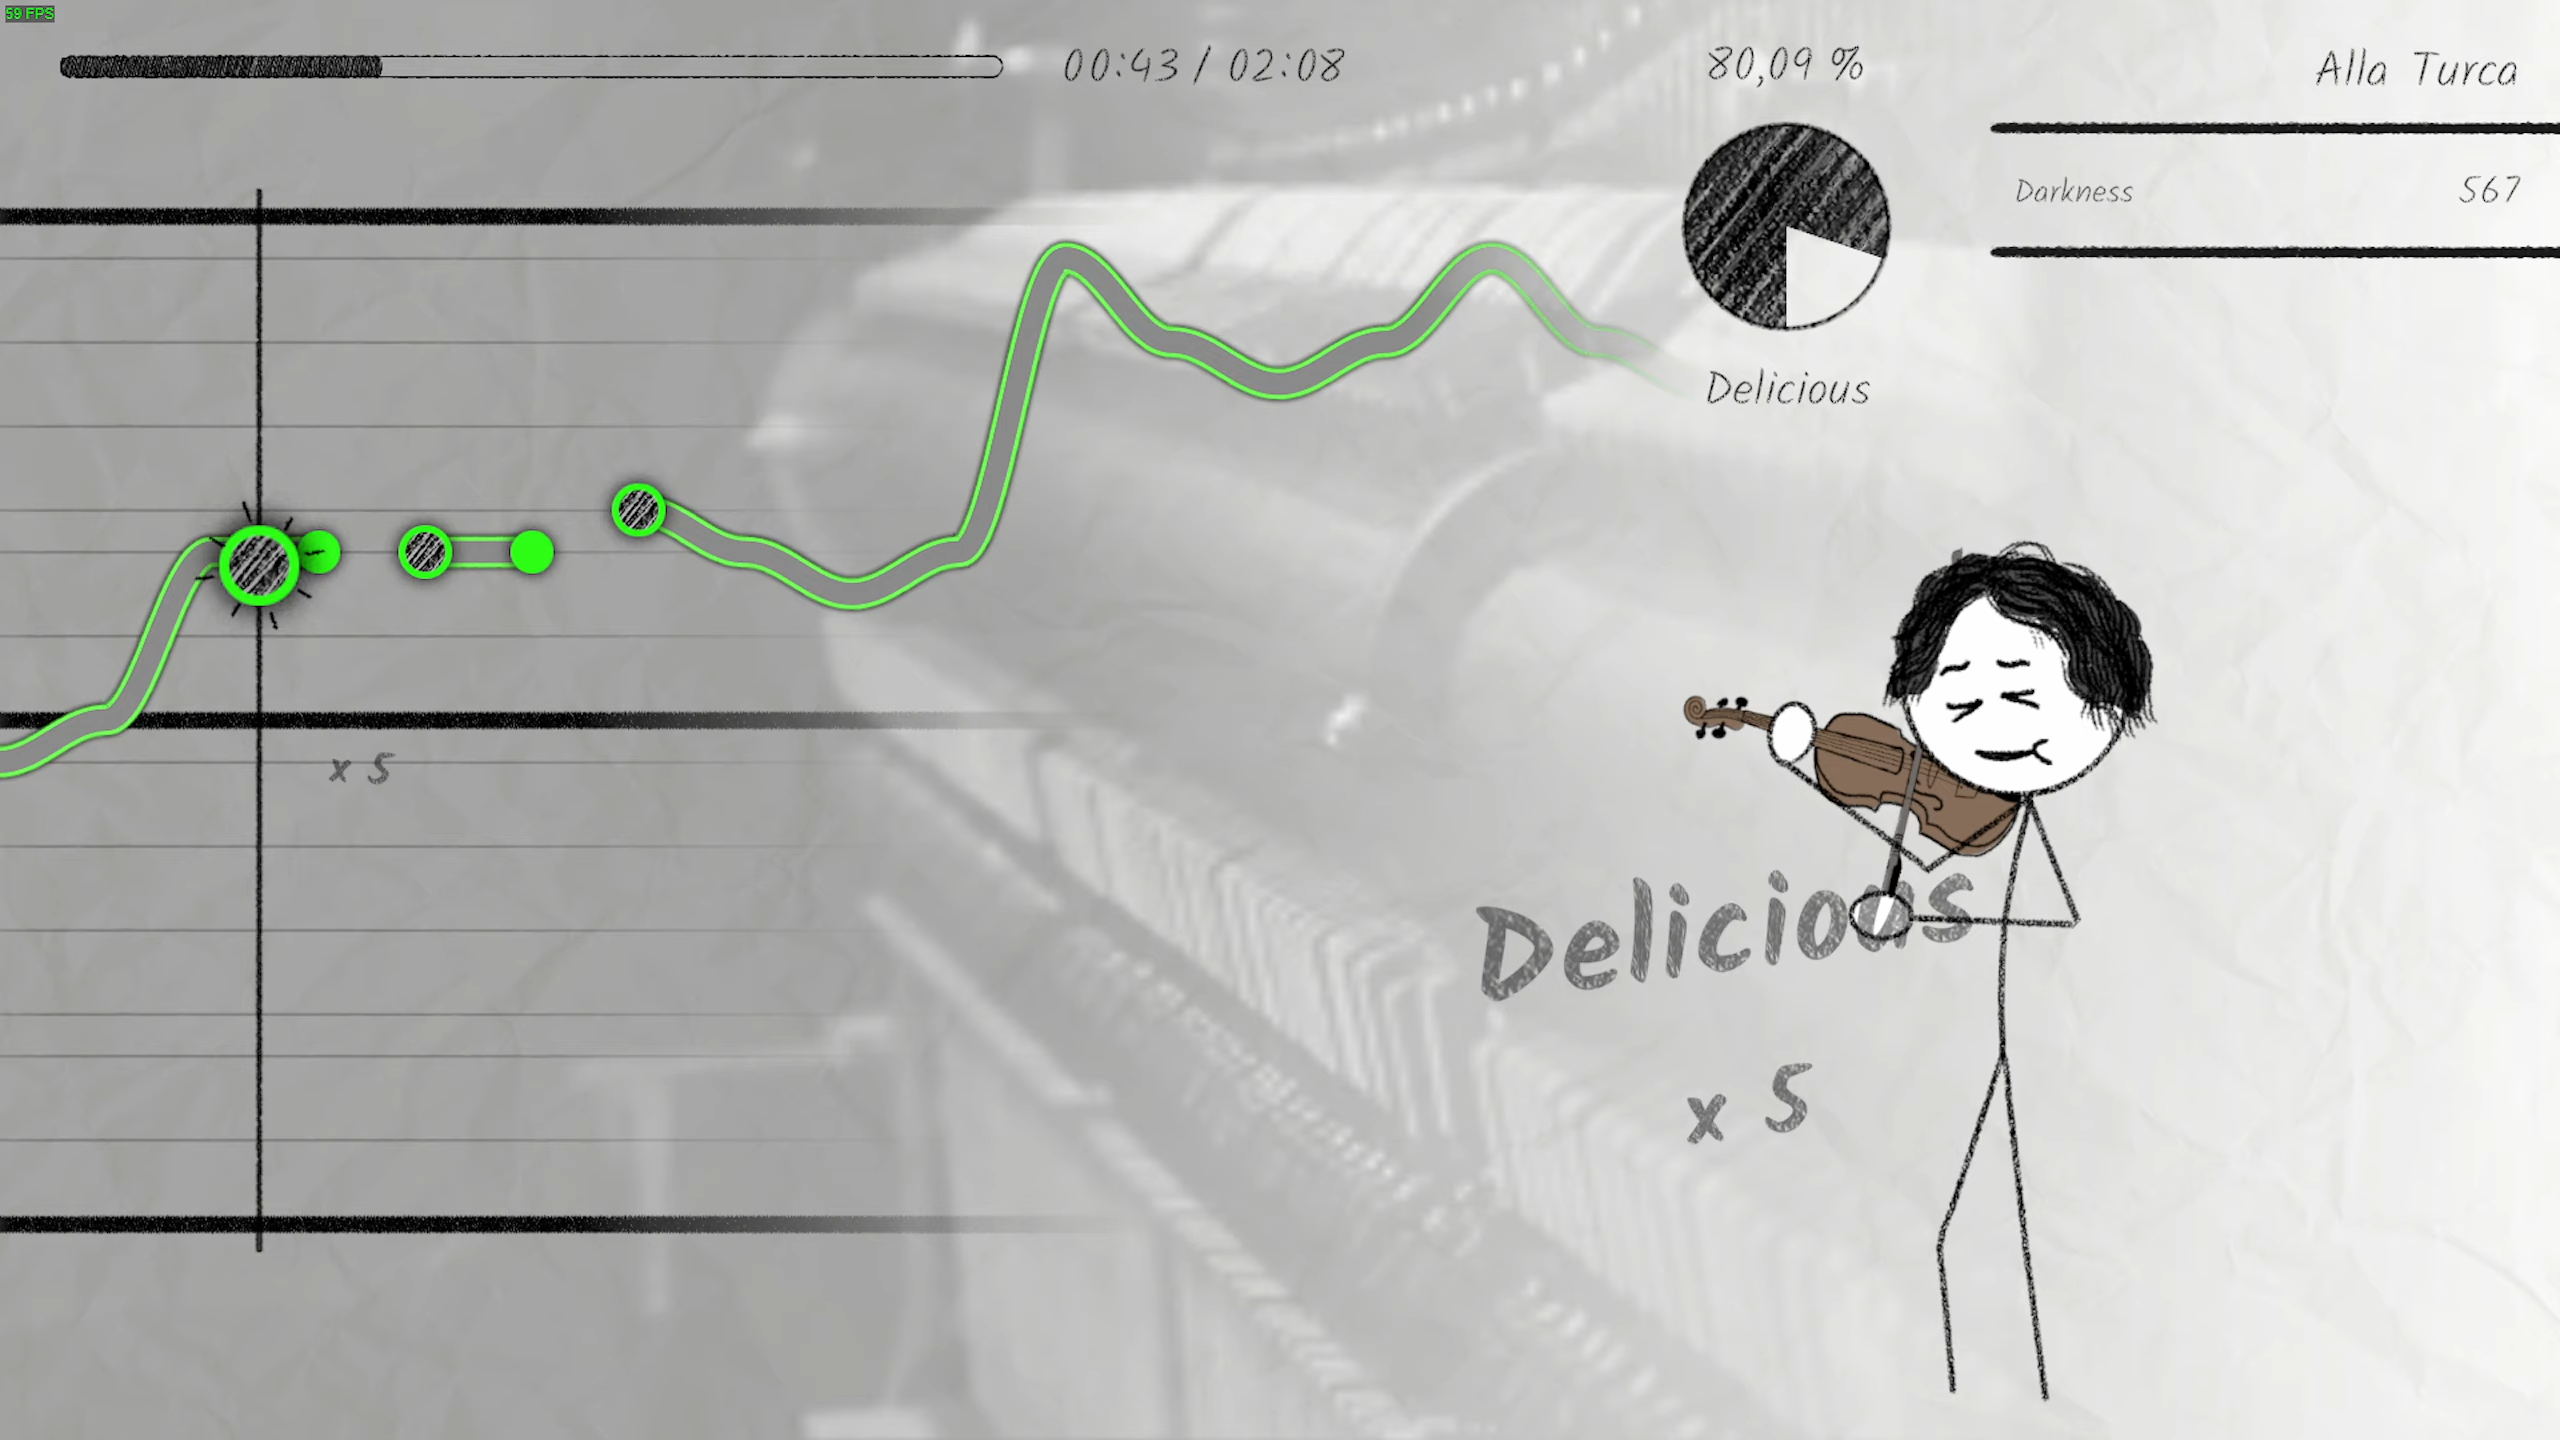 59 FPS
00:43 / 02:08
80,09 %
Alla Turca
Darkness 567
Delicious
x 5
Delicious
x 5